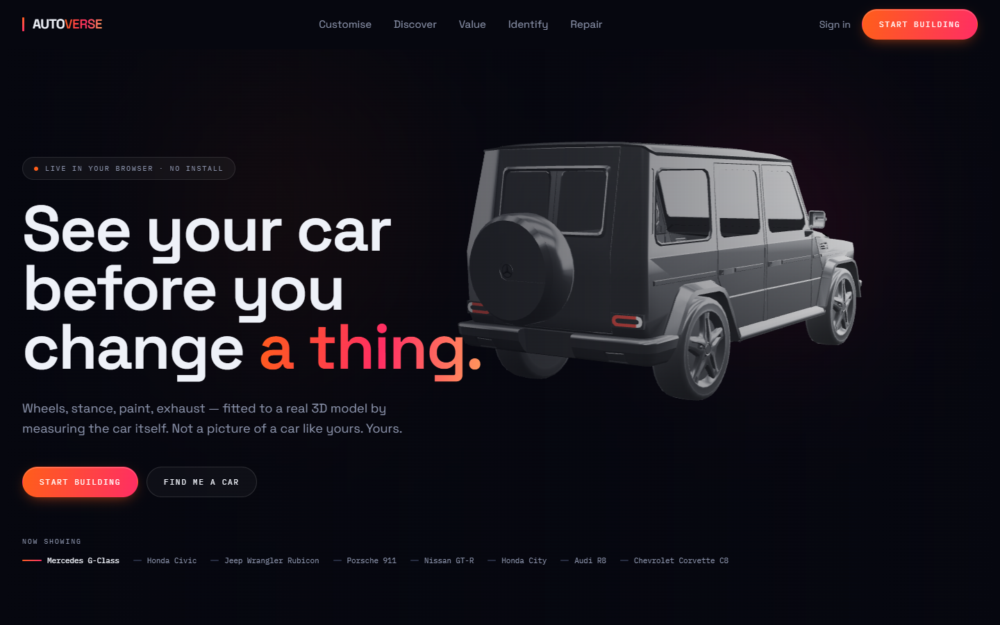 AUTOVERSE
Customise Discover Value Identify Repair
Sign in
START BUILDING
LIVE IN YOUR BROWSER · NO INSTALL
See your car
before you
change a thing.
Wheels, stance, paint, exhaust — fitted to a real 3D model by
measuring the car itself. Not a picture of a car like yours. Yours.
START BUILDING
FIND ME A CAR
NOW SHOWING
Mercedes G-Class Honda Civic Jeep Wrangler Rubicon Porsche 911 Nissan GT-R Honda City Audi R8 Chevrolet Corvette C8